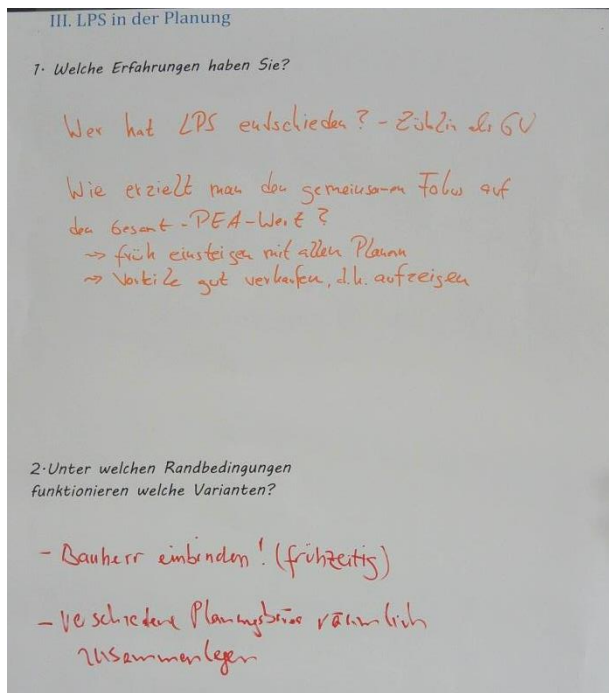 III. LPS in der Planung
1. Welche Erfahrungen haben Sie?
Wer hat LPS entschieden? - Züblin als GU
Wie erzielt man den gemeinsamen Fokus auf
den Gesamt-PEA-Wert?
→ früh einsteigen mit allen Planern
→ Vorteile gut verkaufen, d.h. aufzeigen
2. Unter welchen Randbedingungen
funktionieren welche Varianten?
- Bauherr einbinden! (frühzeitig)
- verschiedene Planungsbüros räumlich
zusammenlegen